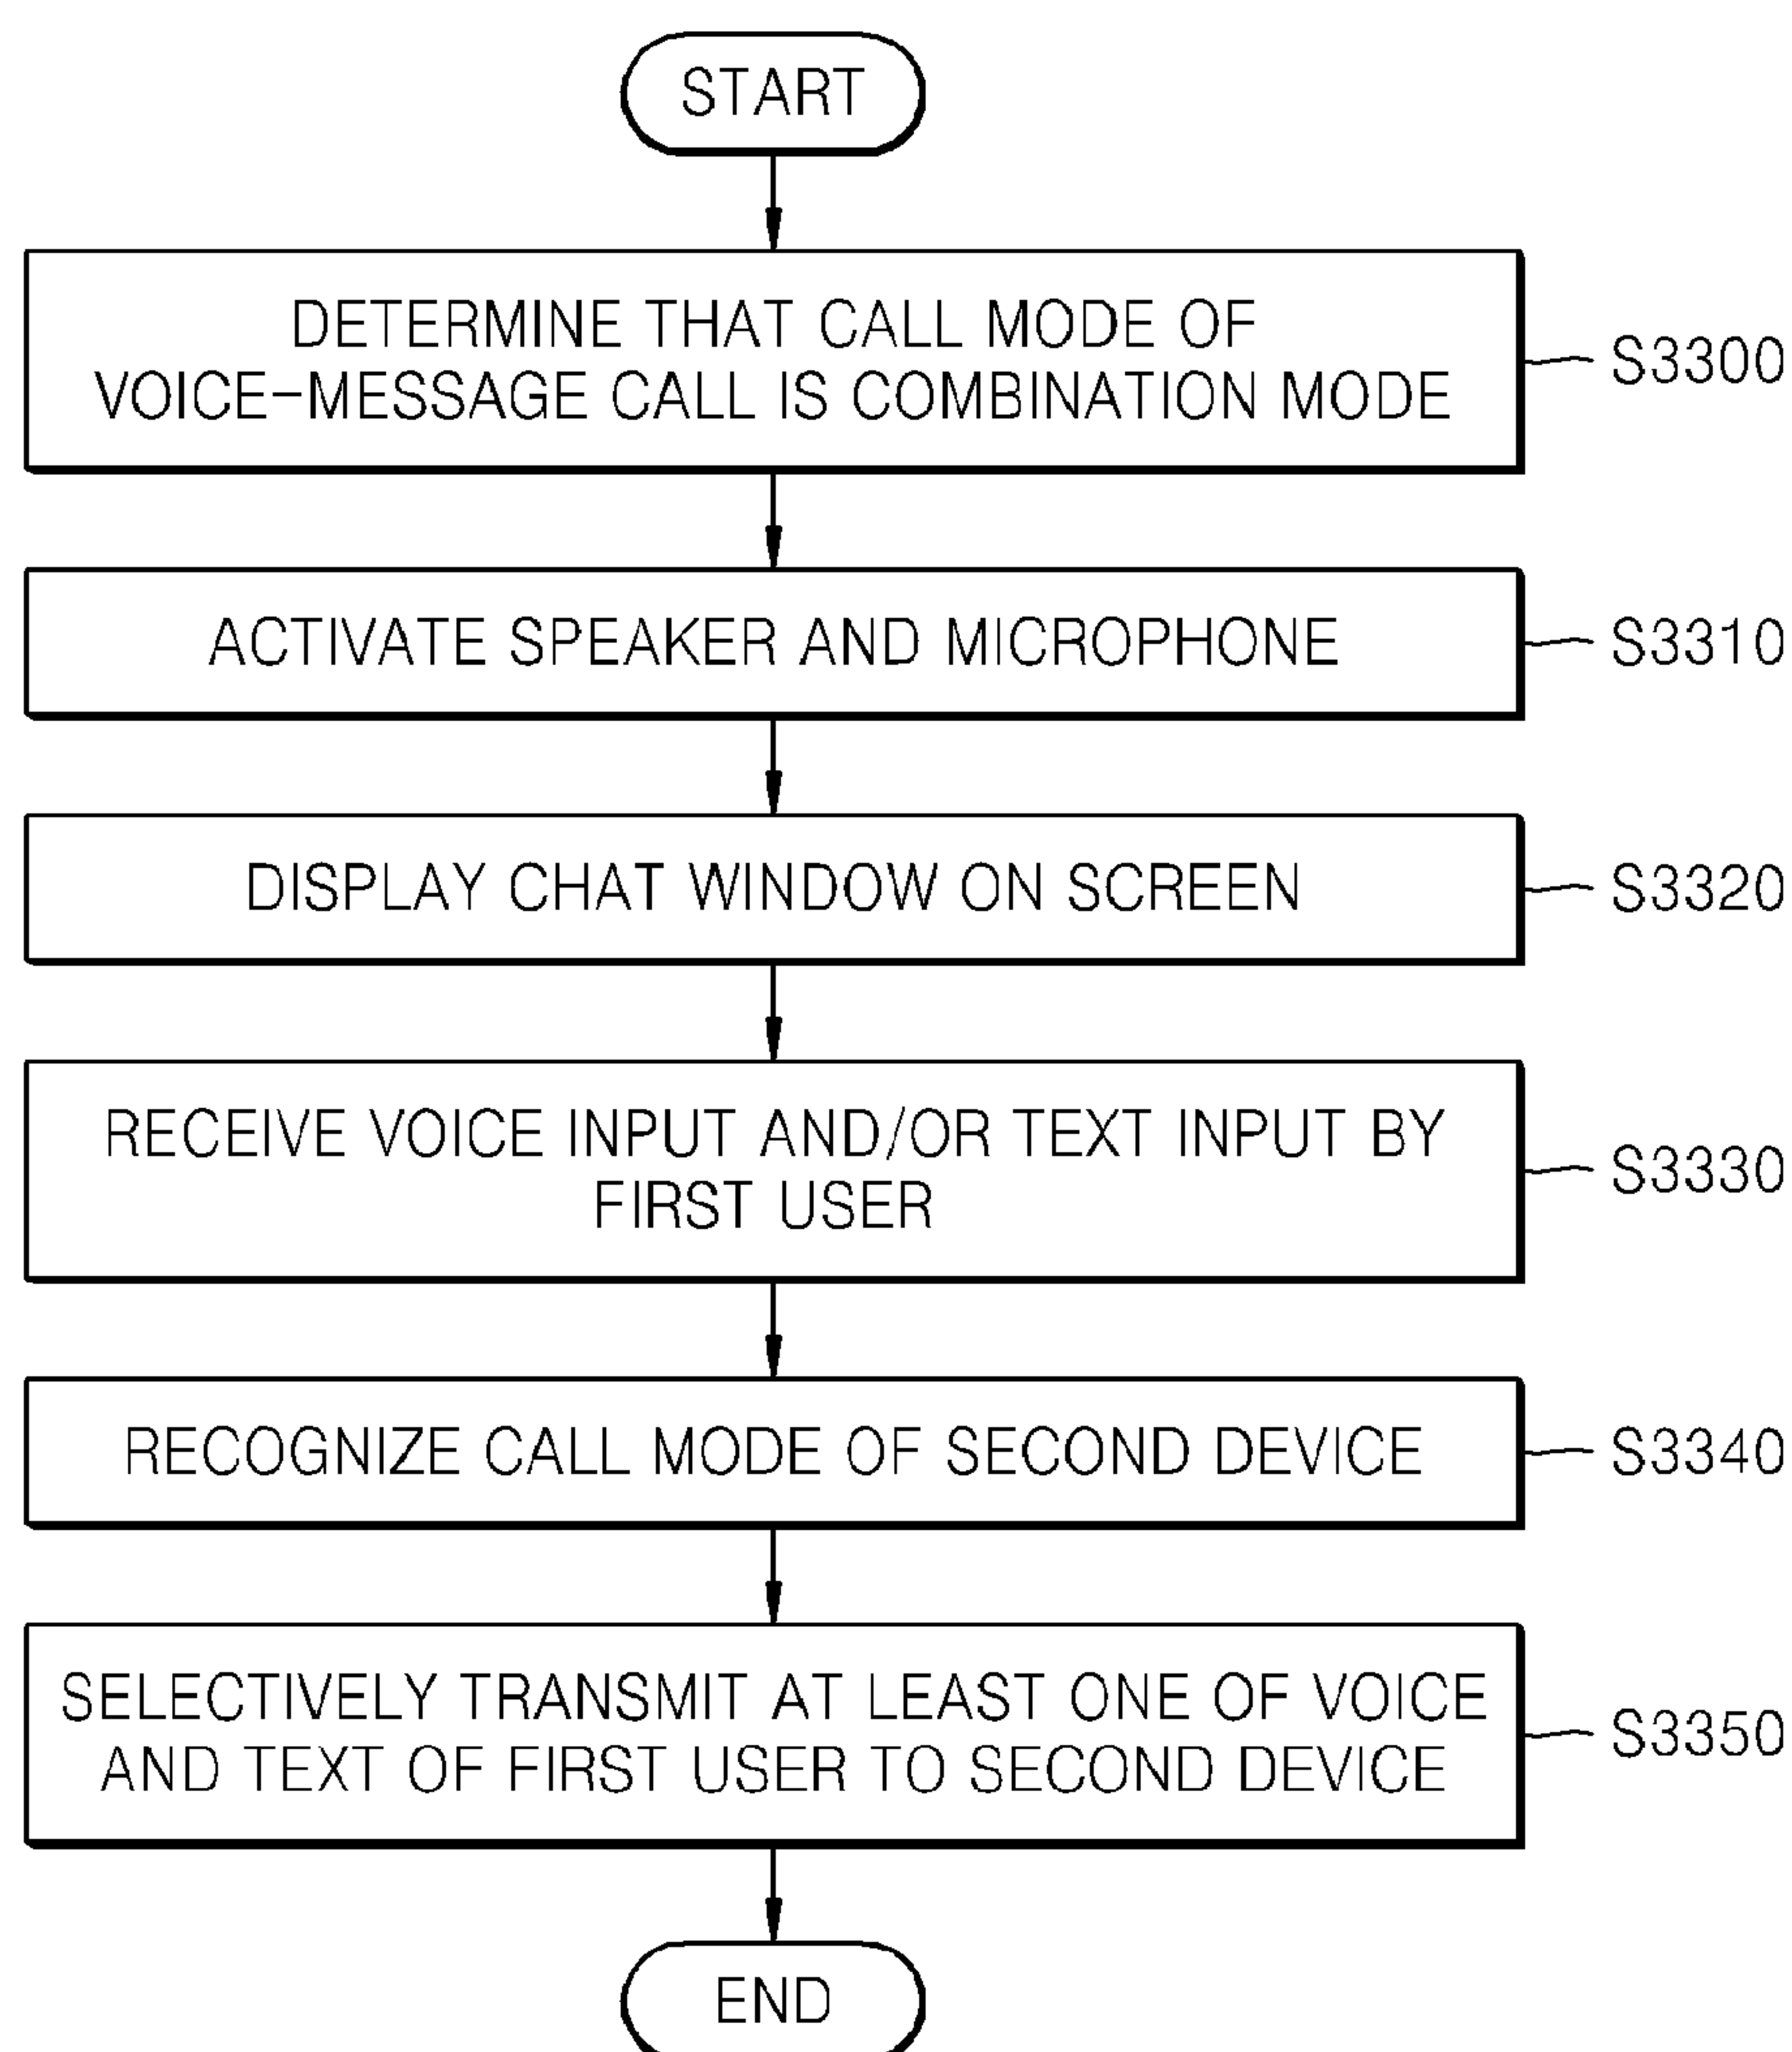 START
DETERMINE THAT CALL MODE OF
VOICE-MESSAGE CALL IS COMBINATION MODE
S3300
ACTIVATE SPEAKER AND MICROPHONE
S3310
DISPLAY CHAT WINDOW ON SCREEN
S3320
RECEIVE VOICE INPUT AND/OR TEXT INPUT BY
FIRST USER
S3330
RECOGNIZE CALL MODE OF SECOND DEVICE
S3340
SELECTIVELY TRANSMIT AT LEAST ONE OF VOICE
AND TEXT OF FIRST USER TO SECOND DEVICE
S3350
END